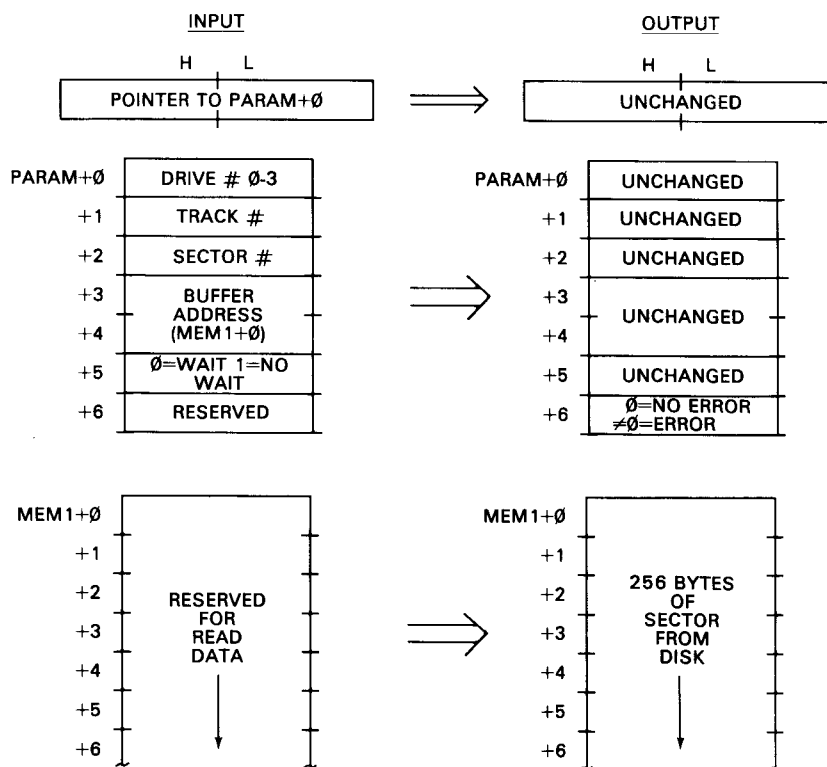 INPUT
OUTPUT
H L
H L
POINTER TO PARAM+Ø
UNCHANGED
PARAM+Ø
DRIVE # Ø-3
+1
TRACK #
+2
SECTOR #
+3
BUFFER
ADDRESS
+4
(MEM1+Ø)
+5
Ø=WAIT 1=NO
WAIT
+6
RESERVED
PARAM+Ø
UNCHANGED
+1
UNCHANGED
+2
UNCHANGED
+3
UNCHANGED
+4
+5
UNCHANGED
+6
Ø=NO ERROR
≠Ø=ERROR
MEM1+Ø
+1
+2
+3
+4
+5
+6
RESERVED
FOR
READ
DATA
MEM1+Ø
+1
+2
+3
+4
+5
+6
256 BYTES
OF
SECTOR
FROM
DISK